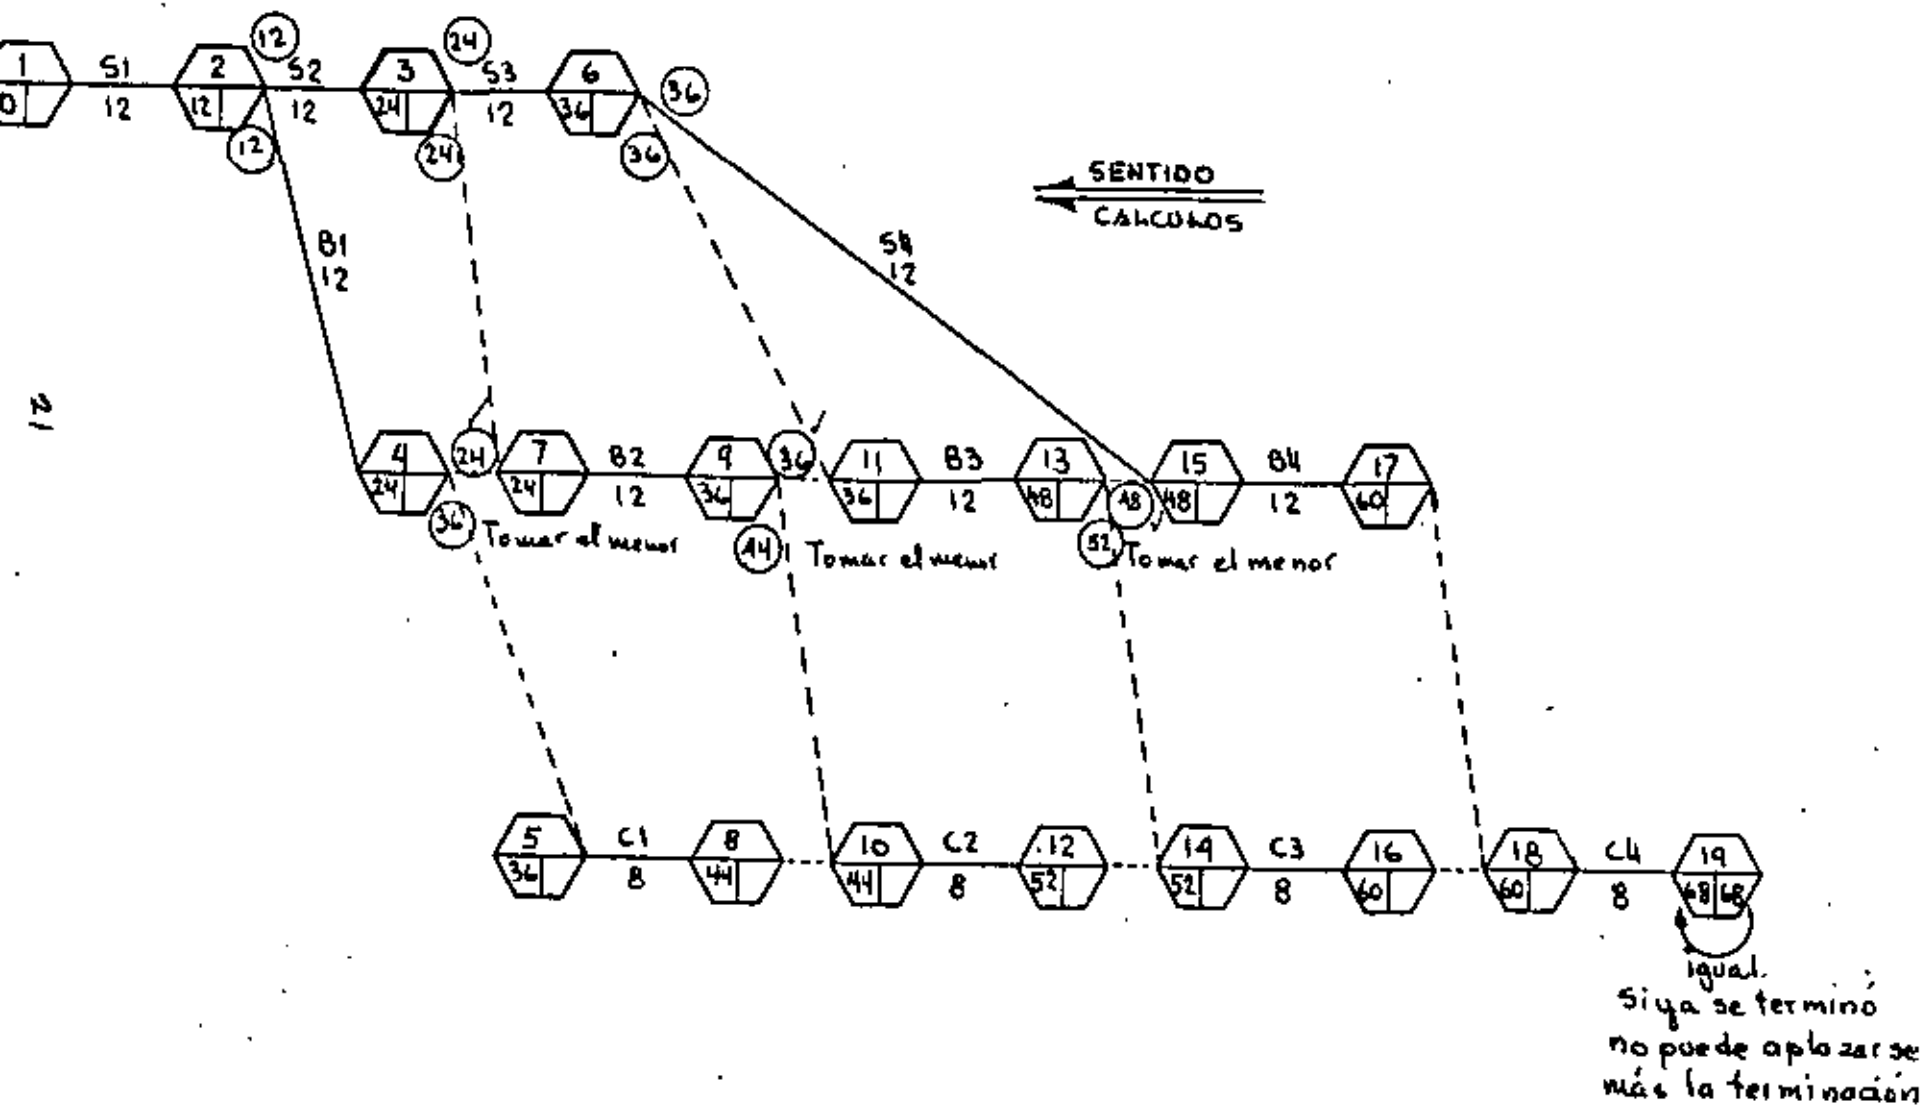 12 24
1 S1 2 S2 3 S3 6 36
0 12 12 12 24 12 36
12 24 36
SENTIDO
CALCULOS
B1
12
S4
12
21
4 24 7 B2 9 36 11 B3 13 15 B4 17
24 24 12 36 36 12 48 48 48 12 60
36 Tomar el menor 44 Tomar el menor 52 Tomar el menor
5 C1 8 10 C2 12 14 C3 16 18 C4 19
36 8 44 44 8 52 52 8 60 60 8 68 68
igual.
Si ya se terminó
no puede aplazarse
más la terminación